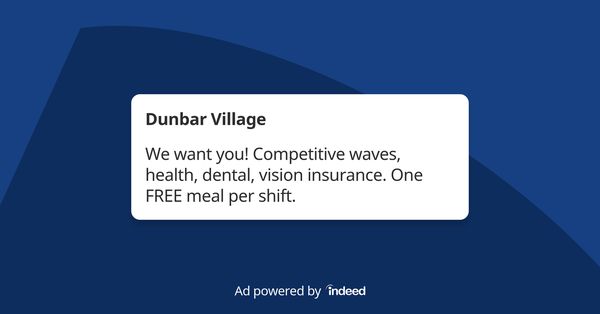 Dunbar Village
We want you! Competitive waves,
health, dental, vision insurance. One
FREE meal per shift.
Ad powered by indeed